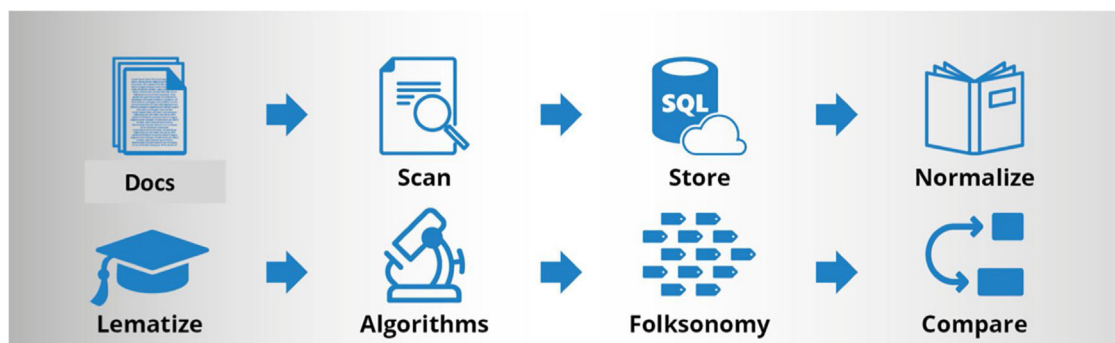 Docs
Scan
SQL
Store
Normalize
Lematize
Algorithms
Folksonomy
Compare